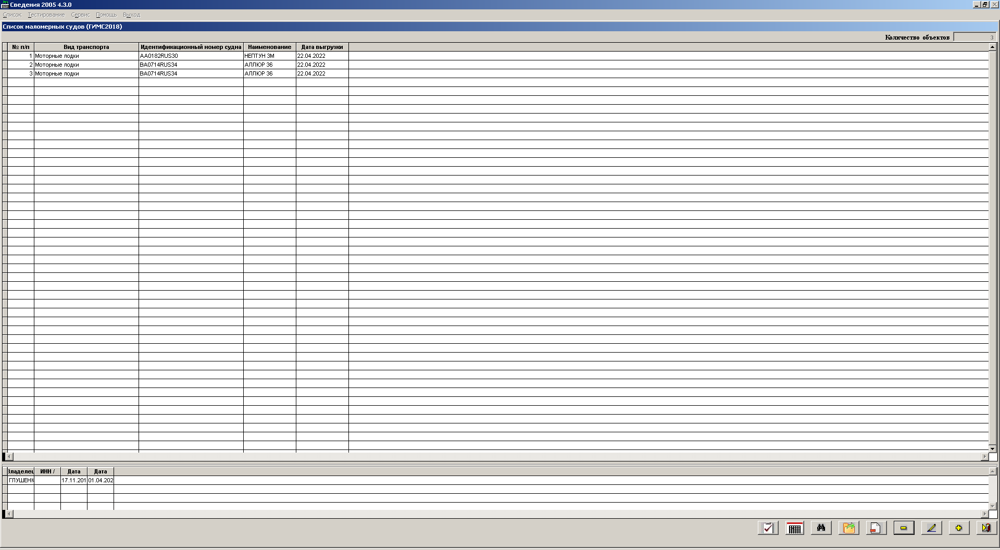 Сведения 2005 4.3.0
Список Тестирование Сервис Помощь Выход
Список маломерных судов (ГИМС2018)
Количество объектов 3
№ п/п Вид транспорта Идентификационный номер судна Наименование Дата выгрузки
1 Моторные лодки AA0182RUS30 НЕПТУН 3М 22.04.2022
2 Моторные лодки BA0714RUS34 АЛЛЮР 36 22.04.2022
3 Моторные лодки BA0714RUS34 АЛЛЮР 36 22.04.2022
Владелец ИНН / Дата Дата
ГЛУШЕНК 17.11.201 01.04.202